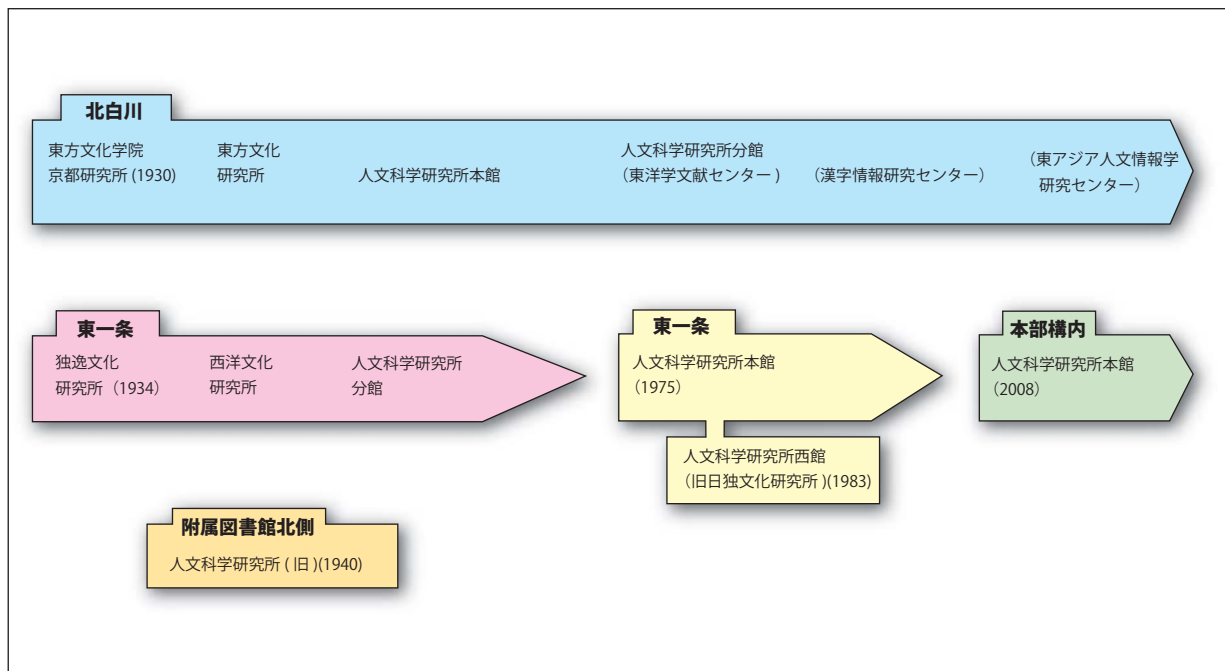 北白川
東方文化学院
京都研究所 (1930)
東方文化
研究所
人文科学研究所本館
人文科学研究所分館
（東洋学文献センター )
（漢字情報研究センター）
（東アジア人文情報学
研究センター）
東一条
独逸文化
研究所（1934）
西洋文化
研究所
人文科学研究所
分館
東一条
人文科学研究所本館
（1975）
人文科学研究所西館
（旧日独文化研究所 )(1983)
本部構内
人文科学研究所本館
（2008）
附属図書館北側
人文科学研究所 ( 旧 )(1940)